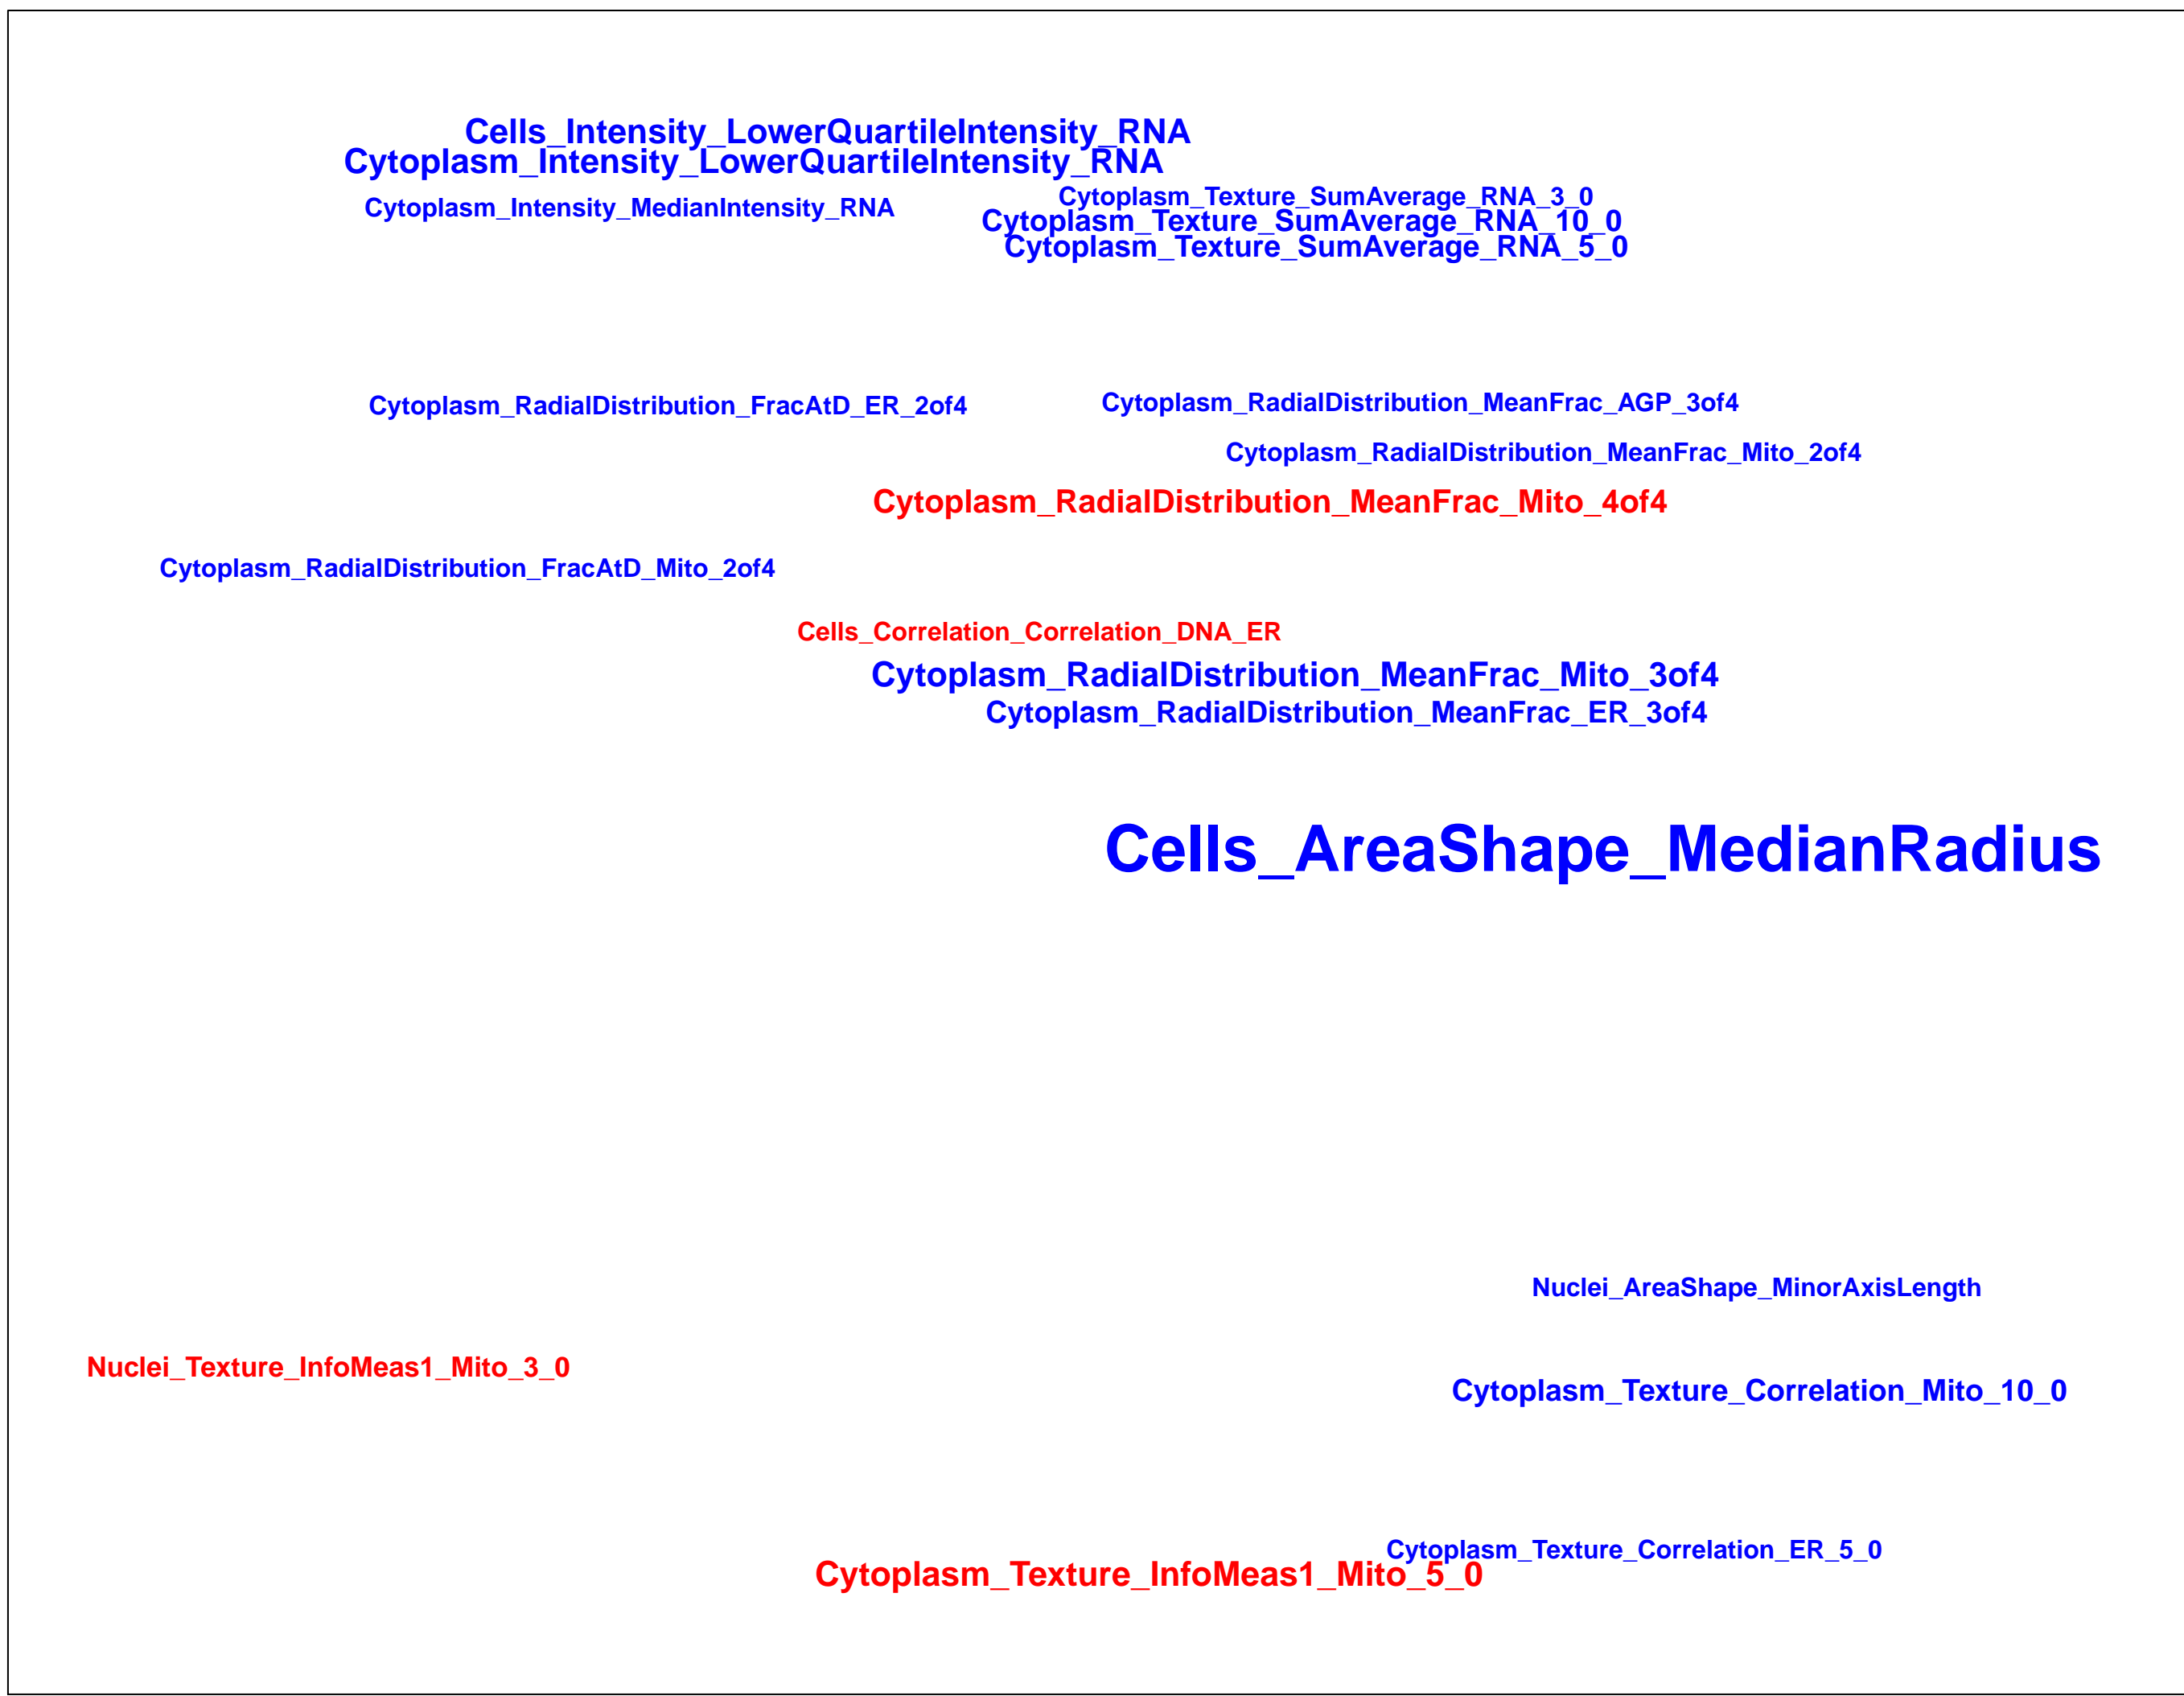 Cells_Intensity_LowerQuartileIntensity_RNA
Cytoplasm_Intensity_LowerQuartileIntensity_RNA
Cytoplasm_Texture_SumAverage_RNA_3_0
Cytoplasm_Intensity_MedianIntensity_RNA
Cytoplasm_Texture_SumAverage_RNA_10_0
Cytoplasm_Texture_SumAverage_RNA_5_0
Cytoplasm_RadialDistribution_MeanFrac_AGP_3of4
Cytoplasm_RadialDistribution_FracAtD_ER_2of4
Cytoplasm_RadialDistribution_MeanFrac_Mito_2of4
Cytoplasm_RadialDistribution_MeanFrac_Mito_4of4
Cytoplasm_RadialDistribution_FracAtD_Mito_2of4
Cells_Correlation_Correlation_DNA_ER
Cytoplasm_RadialDistribution_MeanFrac_Mito_3of4
Cytoplasm_RadialDistribution_MeanFrac_ER_3of4
Cells_AreaShape_MedianRadius
Nuclei_AreaShape_MinorAxisLength
Nuclei_Texture_InfoMeas1_Mito_3_0
Cytoplasm_Texture_Correlation_Mito_10_0
Cytoplasm_Texture_Correlation_ER_5_0
Cytoplasm_Texture_InfoMeas1_Mito_5_0